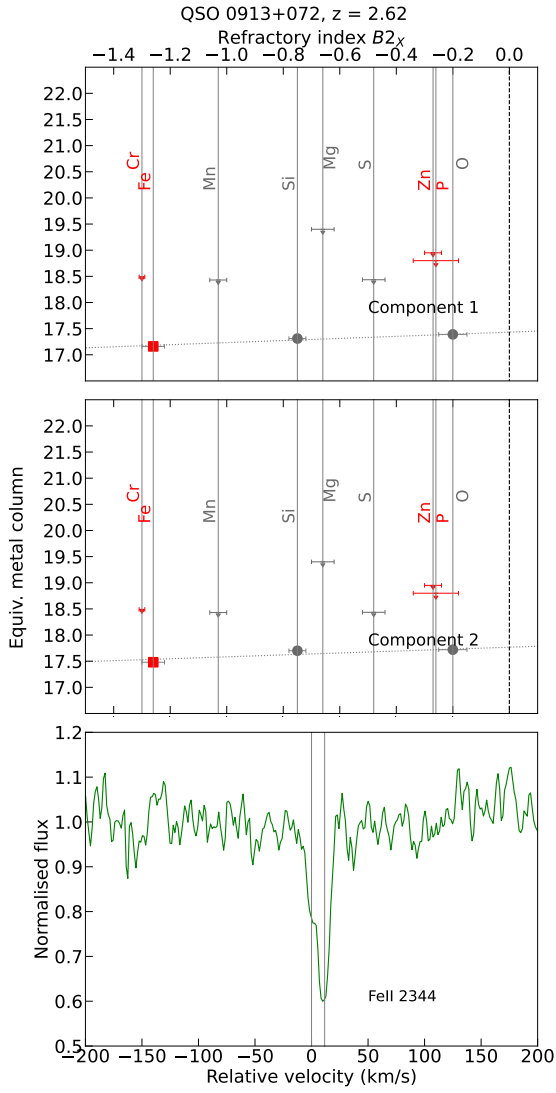 QSO 0913+072, z = 2.62
Refractory index B2X
−1.4 −1.2 −1.0 −0.8 −0.6 −0.4 −0.2 0.0
22.0
21.5
21.0
20.5
20.0
19.5
19.0
18.5
18.0
17.5
17.0
Cr Fe Mn Si Mg S Zn P O
Component 1
Equiv. metal column
22.0
21.5
21.0
20.5
20.0
19.5
19.0
18.5
18.0
17.5
17.0
Cr Fe Mn Si Mg S Zn P O
Component 2
Normalised flux
1.2
1.1
1.0
0.9
0.8
0.7
0.6
0.5
FeII 2344
−200 −150 −100 −50 0 50 100 150 200
Relative velocity (km/s)